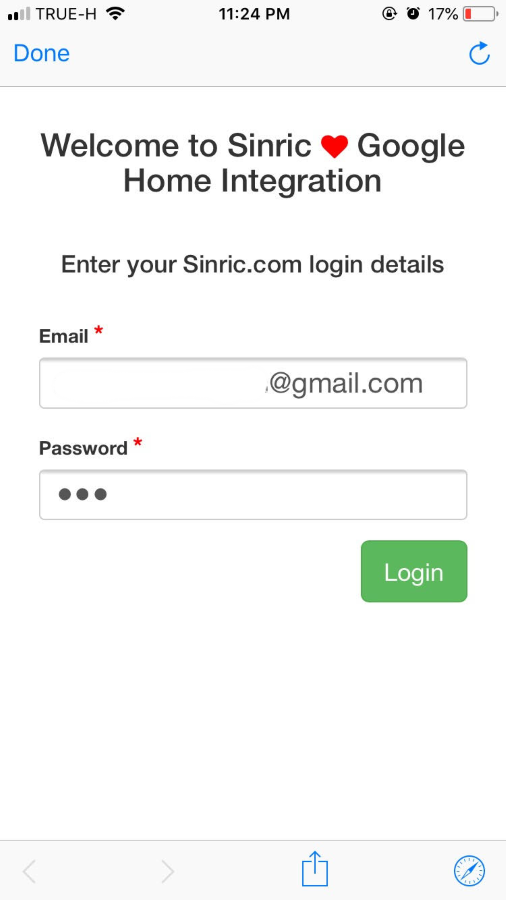 TRUE-H 11:24 PM 17%
Done
Welcome to Sinric ❤ Google
Home Integration
Enter your Sinric.com login details
Email *
@gmail.com
Password *
●●●
Login